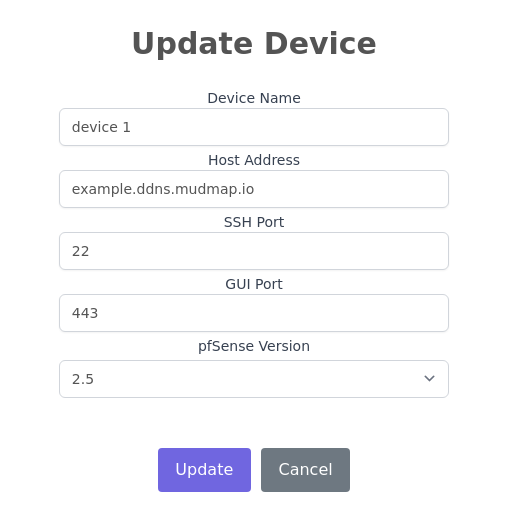 Update Device
Device Name
device 1
Host Address
example.ddns.mudmap.io
SSH Port
22
GUI Port
443
pfSense Version
2.5
Update Cancel